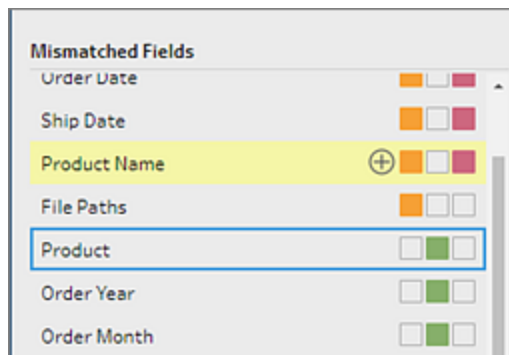 Mismatched Fields
Order Date
Ship Date
Product Name
File Paths
Product
Order Year
Order Month